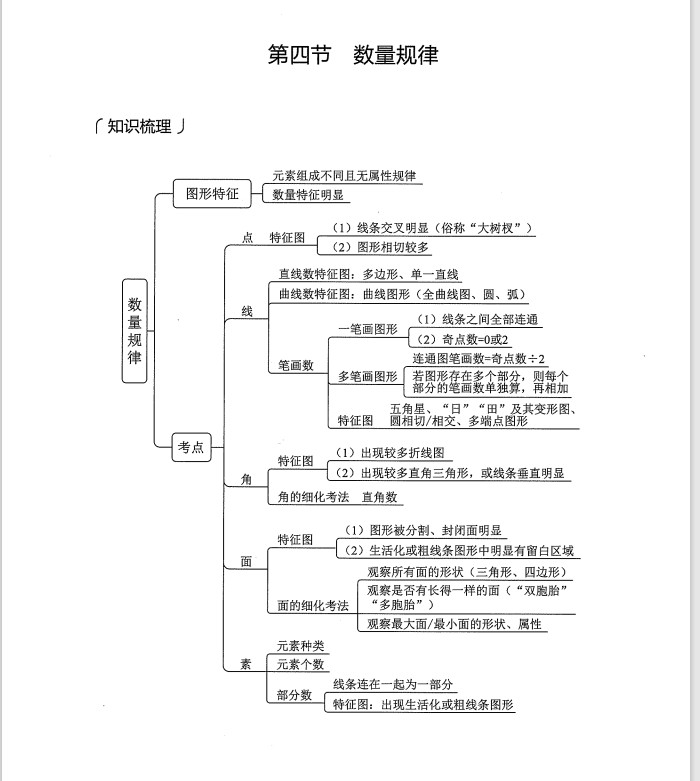 第四节 数量规律
知识梳理
数量规律
图形特征
元素组成不同且无属性规律
数量特征明显
考点
点 特征图
（1）线条交叉明显（俗称“大树杈”）
（2）图形相切较多
线
直线数特征图：多边形、单一直线
曲线数特征图：曲线图形（全曲线图、圆、弧）
笔画数
一笔画图形
（1）线条之间全部连通
（2）奇点数=0或2
多笔画图形
连通图笔画数=奇点数÷2
若图形存在多个部分，则每个
部分的笔画数单独算，再相加
特征图
五角星、“日”“田”及其变形图、
圆相切/相交、多端点图形
角
特征图
（1）出现较多折线图
（2）出现较多直角三角形，或线条垂直明显
角的细化考法 直角数
面
特征图
（1）图形被分割、封闭面明显
（2）生活化或粗线条图形中明显有留白区域
面的细化考法
观察所有面的形状（三角形、四边形）
观察是否有长得一样的面（“双胞胎”
“多胞胎”）
观察最大面/最小面的形状、属性
素
元素种类
元素个数
部分数
线条连在一起为一部分
特征图：出现生活化或粗线条图形